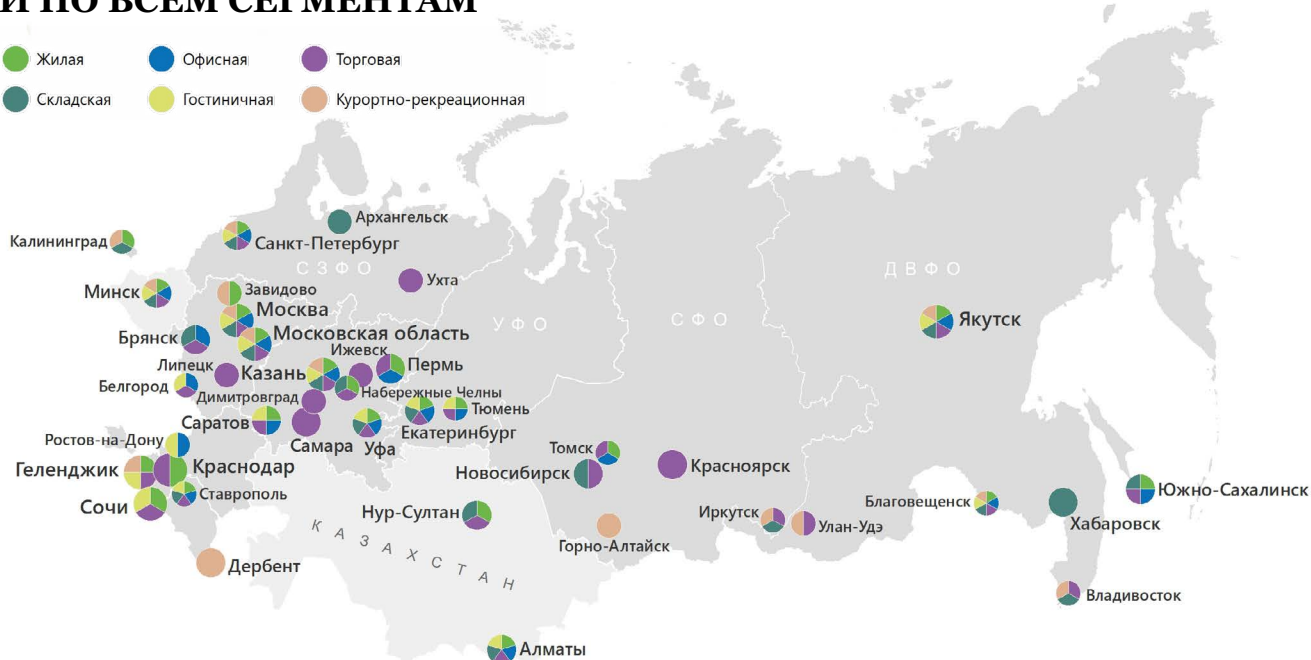 И ПО ВСЕМ СЕГМЕНТАМ
Жилая
Офисная
Торговая
Складская
Гостиничная
Курортно-рекреационная
Архангельск
Калининград
Санкт-Петербург
СЗФО
ДВФО
Ухта
Минск
Завидово
Москва
УФО
СФО
Якутск
Брянск
Московская область
Ижевск
Липецк
Казань
Пермь
Белгород
Набережные Челны
Димитровград
Тюмень
Саратов
Екатеринбург
Самара
Уфа
Ростов-на-Дону
Томск
Геленджик
Краснодар
Новосибирск
Красноярск
Ставрополь
Южно-Сахалинск
Сочи
Нур-Султан
Иркутск
Благовещенск
Улан-Удэ
Хабаровск
КАЗАХСТАН
Горно-Алтайск
Дербент
Владивосток
Алматы